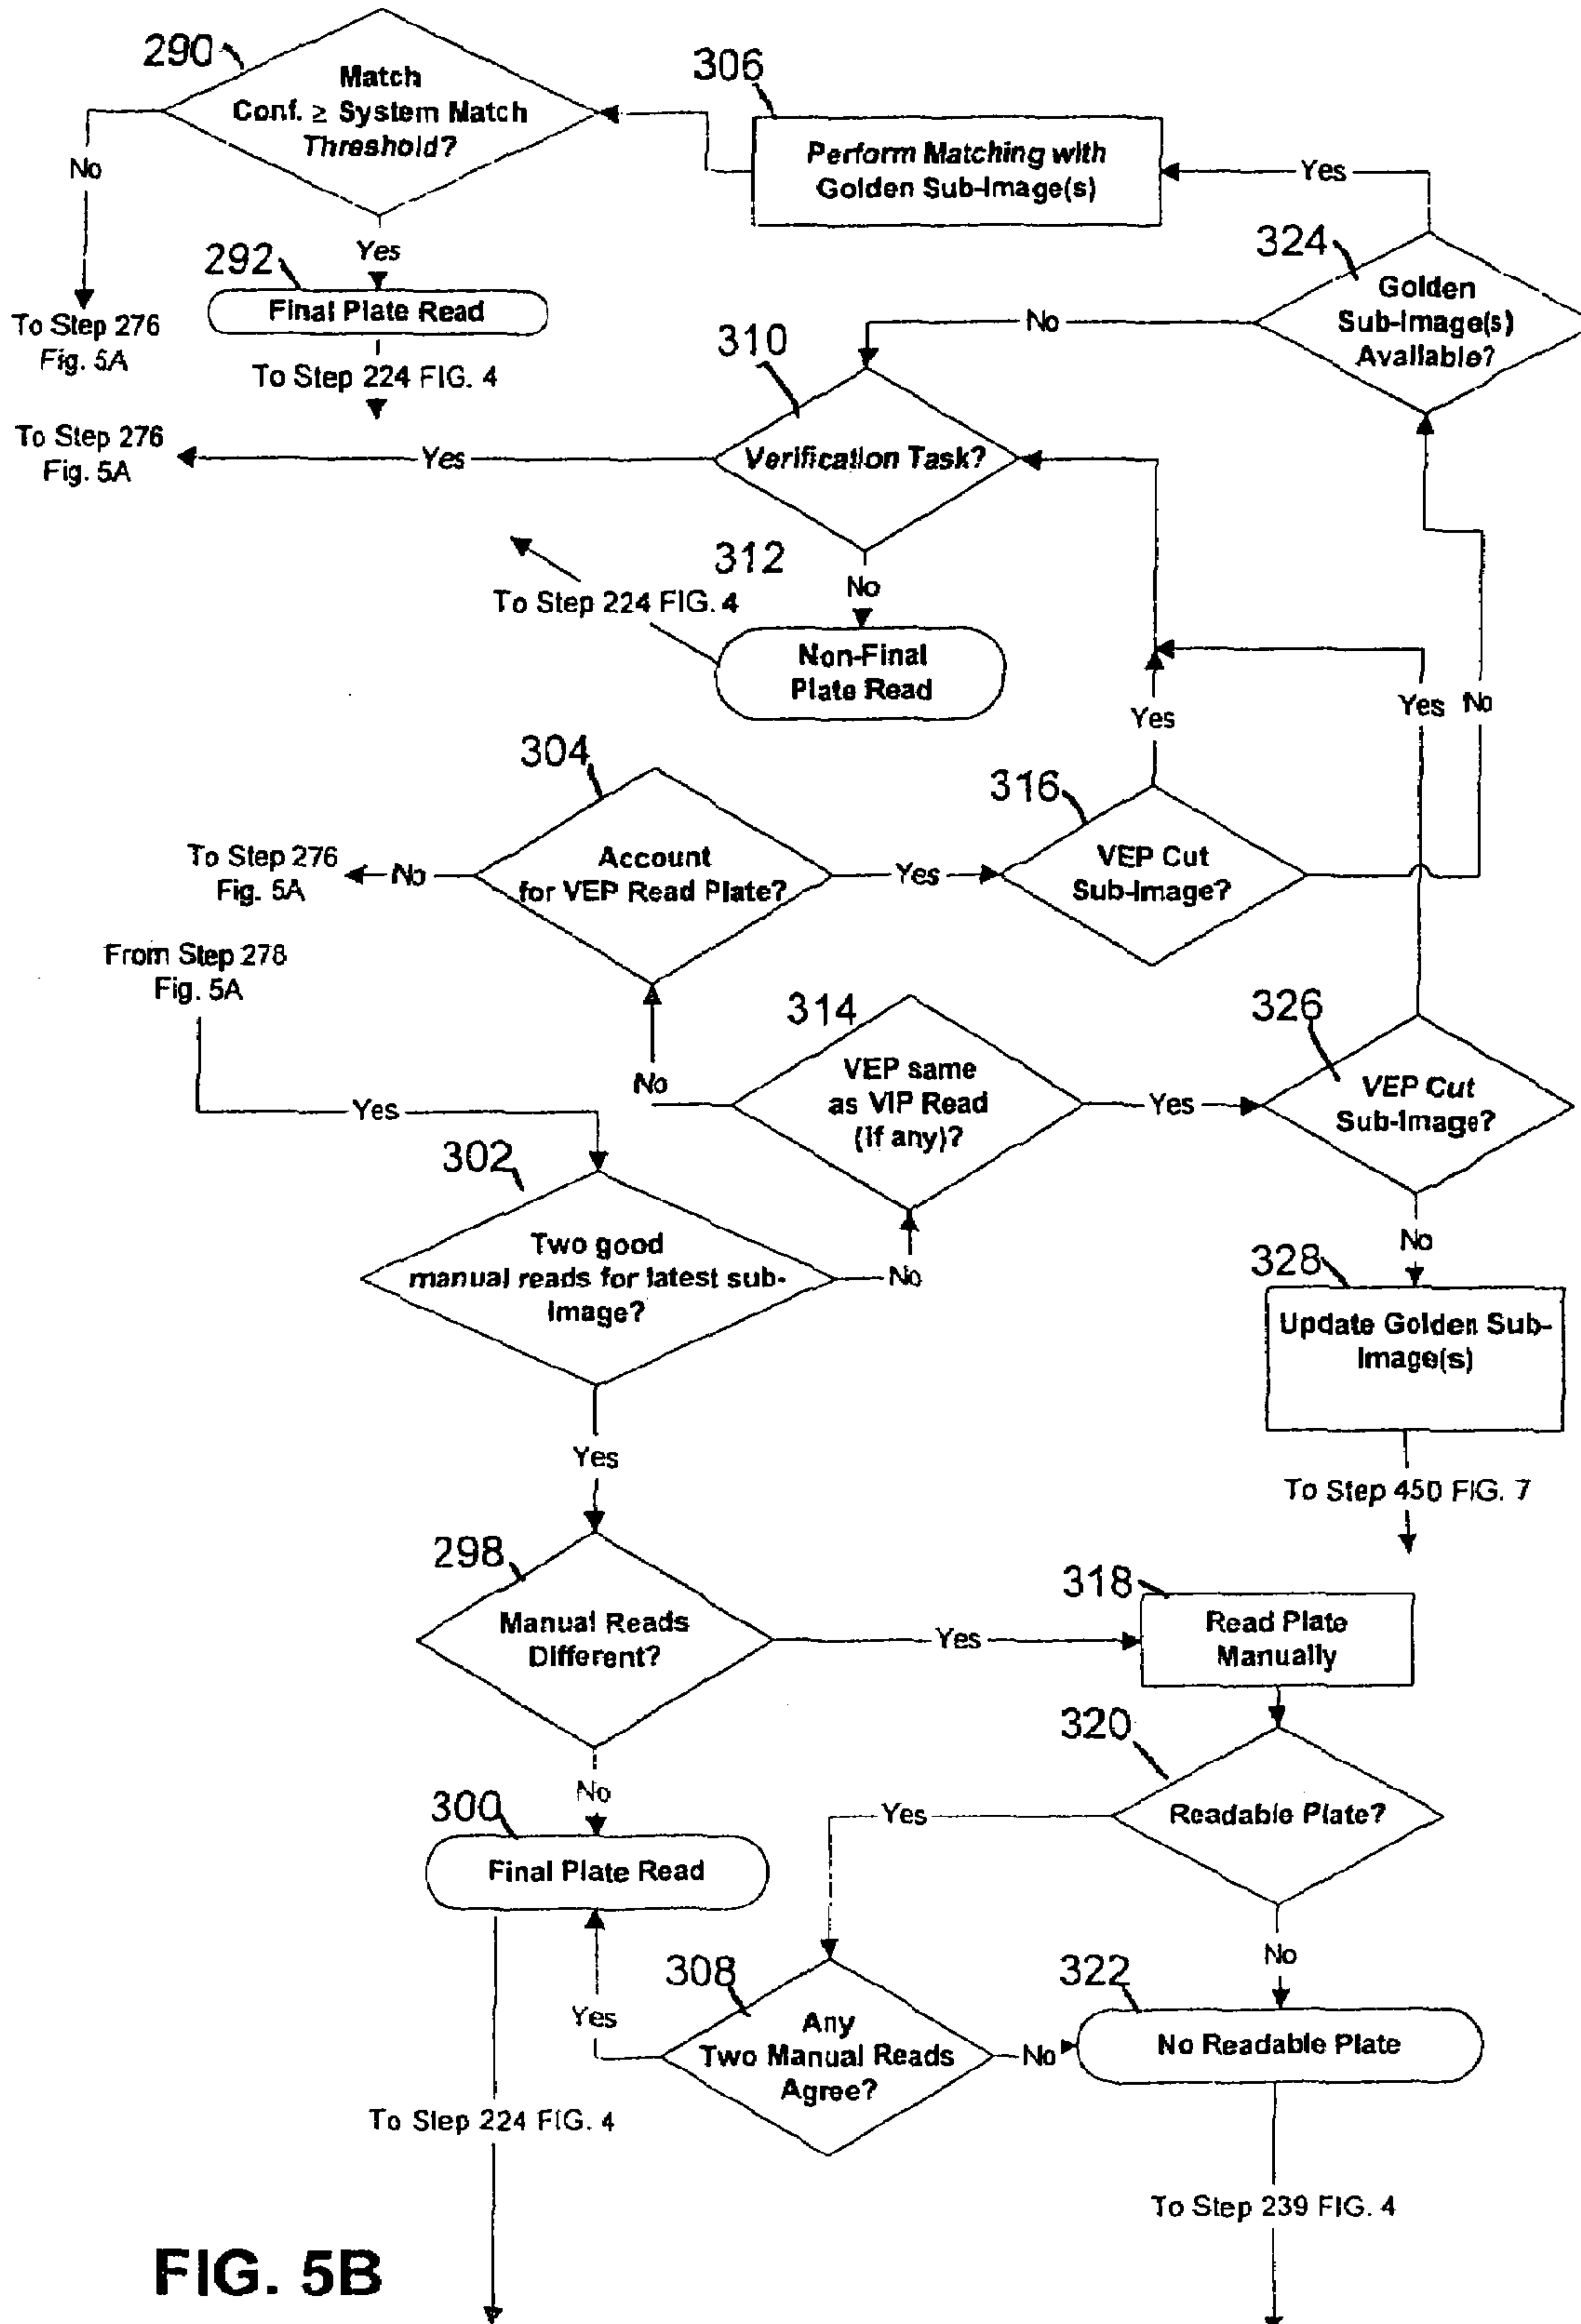 290
Match
Conf. ≥ System Match
Threshold?
306
Perform Matching with
Golden Sub-Image(s)
Yes
324
Golden
Sub-Image(s)
Available?
No
No
Yes
292
Final Plate Read
To Step 276
Fig. 5A
To Step 224 FIG. 4
310
Verification Task?
Yes
To Step 276
Fig. 5A
312
No
To Step 224 FIG. 4
Non-Final
Plate Read
Yes
Yes
No
304
Account
for VEP Read Plate?
No
To Step 276
Fig. 5A
Yes
316
VEP Cut
Sub-Image?
From Step 278
Fig. 5A
Yes
No
314
VEP same
as VIP Read
(if any)?
Yes
326
VEP Cut
Sub-Image?
302
Two good
manual reads for latest sub-
Image?
No
No
328
Update Golden Sub-
Image(s)
Yes
To Step 450 FIG. 7
298
Manual Reads
Different?
Yes
318
Read Plate
Manually
320
Readable Plate?
Yes
No
300
Final Plate Read
No
308
Any
Two Manual Reads
Agree?
Yes
No
322
No Readable Plate
To Step 224 FIG. 4
To Step 239 FIG. 4
FIG. 5B